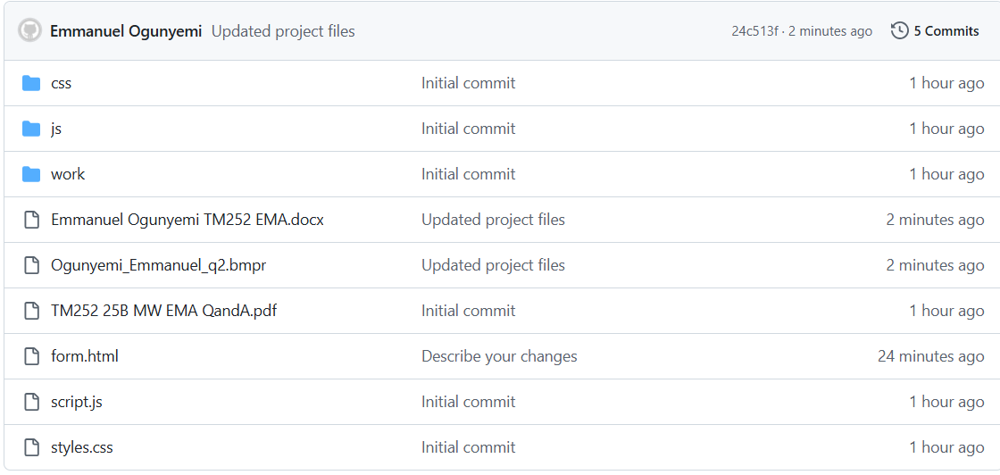 Emmanuel Ogunyemi Updated project files 24c513f · 2 minutes ago 5 Commits
css Initial commit 1 hour ago
js Initial commit 1 hour ago
work Initial commit 1 hour ago
Emmanuel Ogunyemi TM252 EMA.docx Updated project files 2 minutes ago
Ogunyemi_Emmanuel_q2.bmpr Updated project files 2 minutes ago
TM252 25B MW EMA QandA.pdf Initial commit 1 hour ago
form.html Describe your changes 24 minutes ago
script.js Initial commit 1 hour ago
styles.css Initial commit 1 hour ago